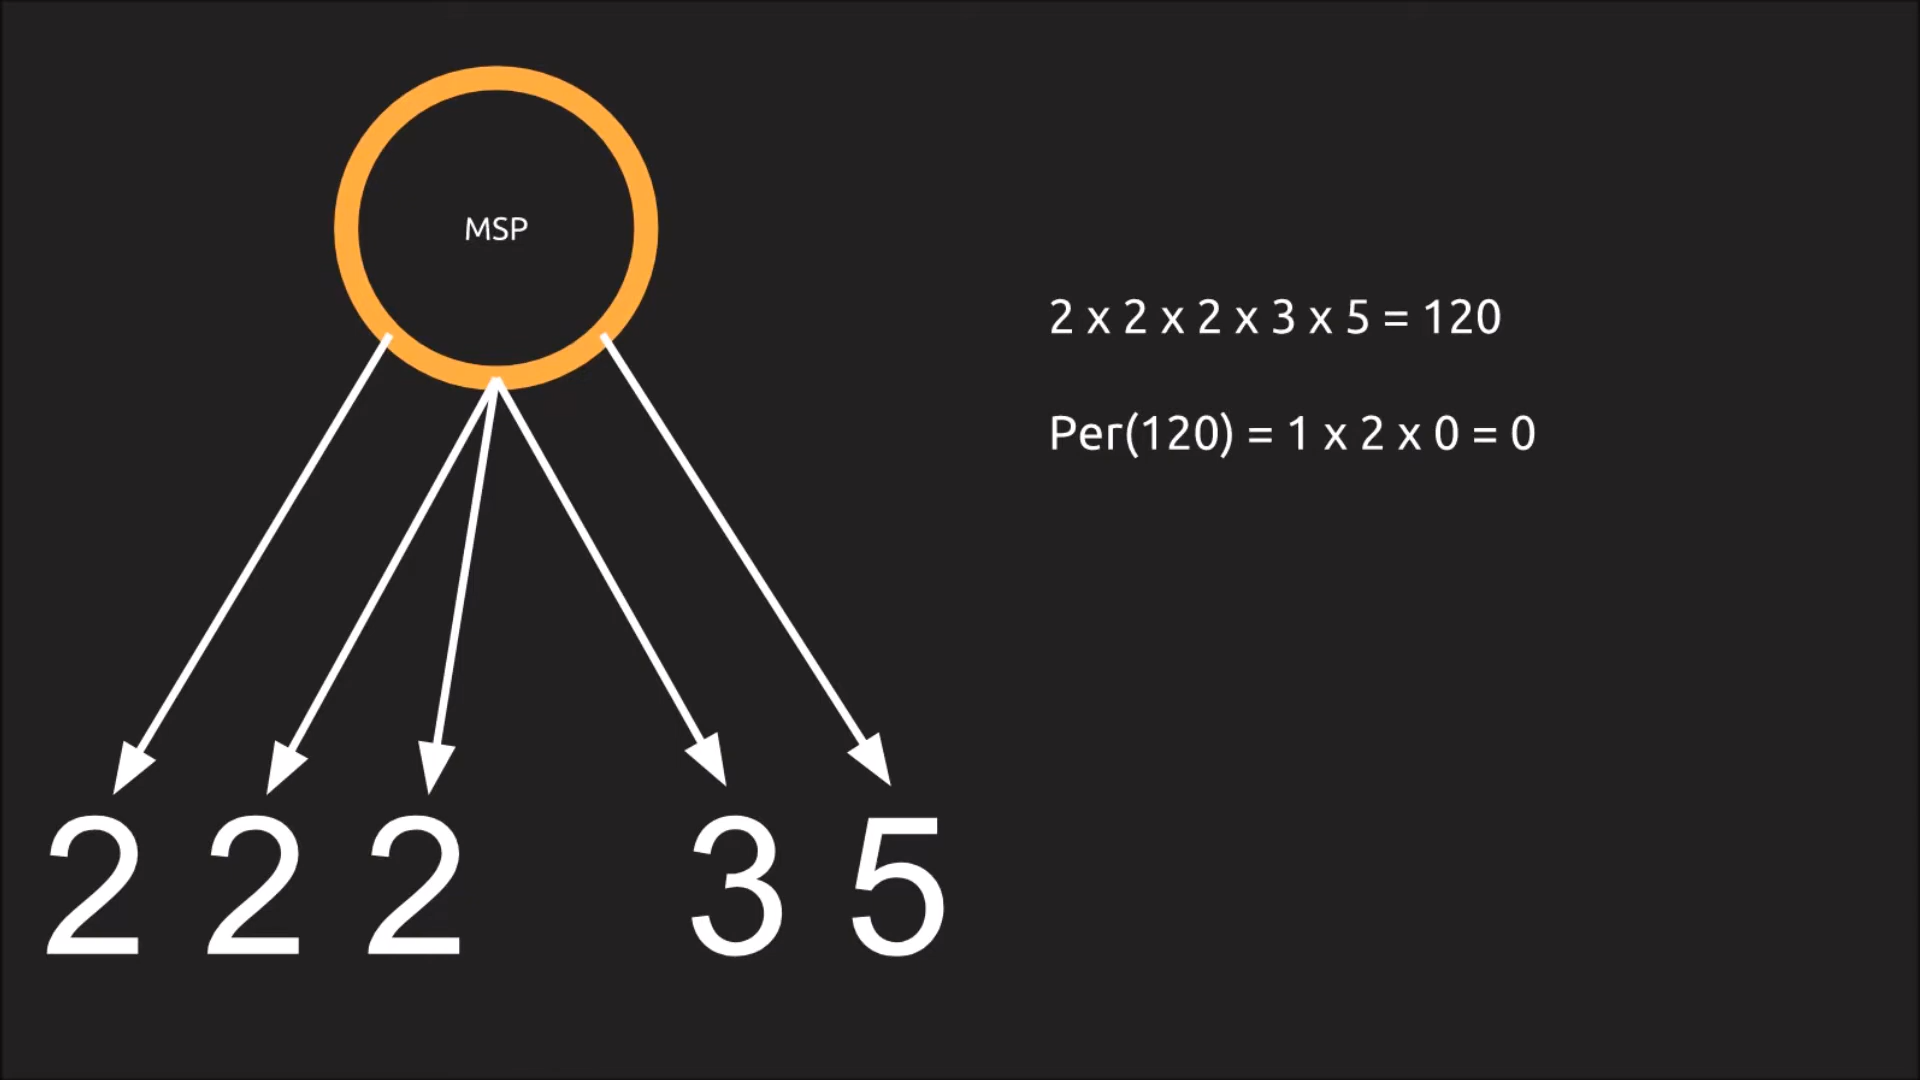 MSP
2 x 2 x 2 x 3 x 5 = 120
Per(120) = 1 x 2 x 0 = 0
2 2 2 3 5